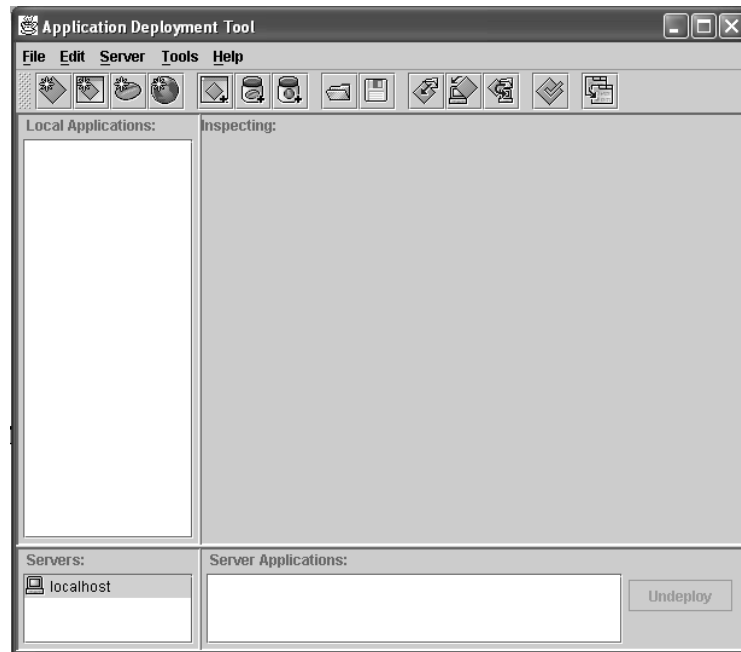 Application Deployment Tool
File Edit Server Tools Help
Local Applications:
Inspecting:
Servers:
localhost
Server Applications:
Undeploy